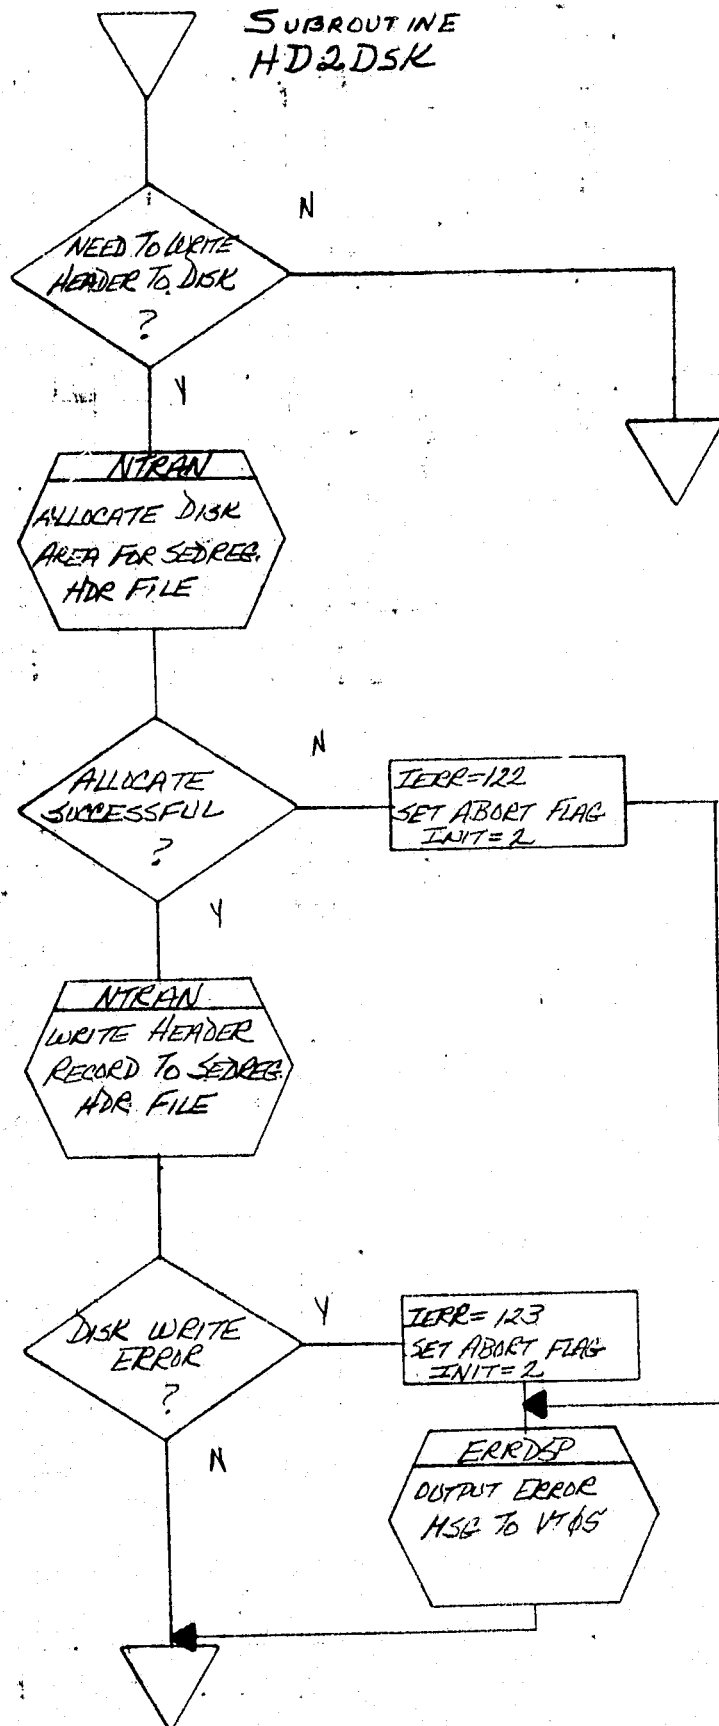 SUBROUTINE
HD2DSK
N
NEED TO WRITE
HEADER TO DISK
?
Y
NTRAN
ALLOCATE DISK
AREA FOR SEDREG.
HDR FILE
N
ALLOCATE
SUCCESSFUL
?
IERR=122
SET ABORT FLAG
INIT=2
Y
NTRAN
WRITE HEADER
RECORD TO SEDREG.
HDR FILE
Y
DISK WRITE
ERROR
?
IERR=123
SET ABORT FLAG
INIT=2
N
ERRDSP
OUTPUT ERROR
MSG TO VTØ5